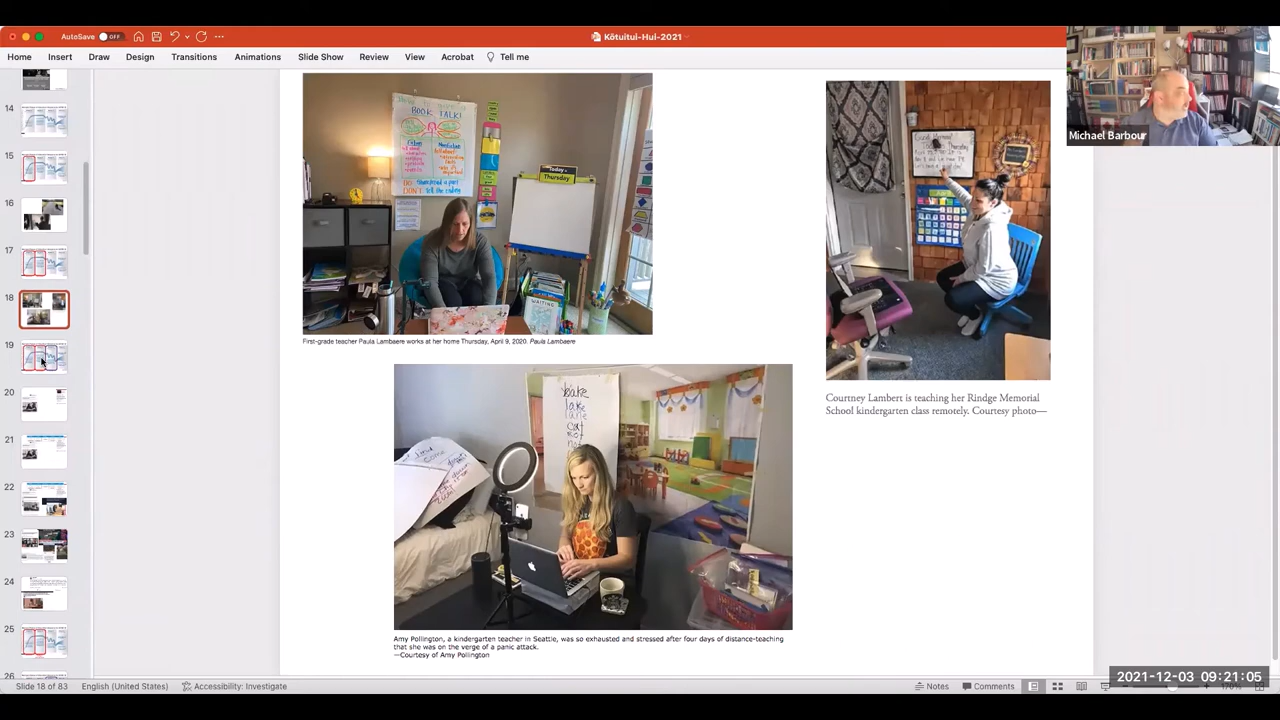 AutoSave OFF
Kōtuitui-Hui-2021
Home Insert Draw Design Transitions Animations Slide Show Review View Acrobat Tell me
Michael Barbour
14
15
16
17
18
19
20
21
22
23
24
25
26
BOOK TALK!
Today is
Thursday
WRITING
First-grade teacher Paula Lambaere works at her home Thursday, April 9, 2020. Paula Lambaere
Courtney Lambert is teaching her Rindge Memorial
School kindergarten class remotely. Courtesy photo—
Amy Pollington, a kindergarten teacher in Seattle, was so exhausted and stressed after four days of distance-teaching
that she was on the verge of a panic attack.
—Courtesy of Amy Pollington
Slide 18 of 83 English (United States) Accessibility: Investigate Notes Comments
2021-12-03 09:21:05